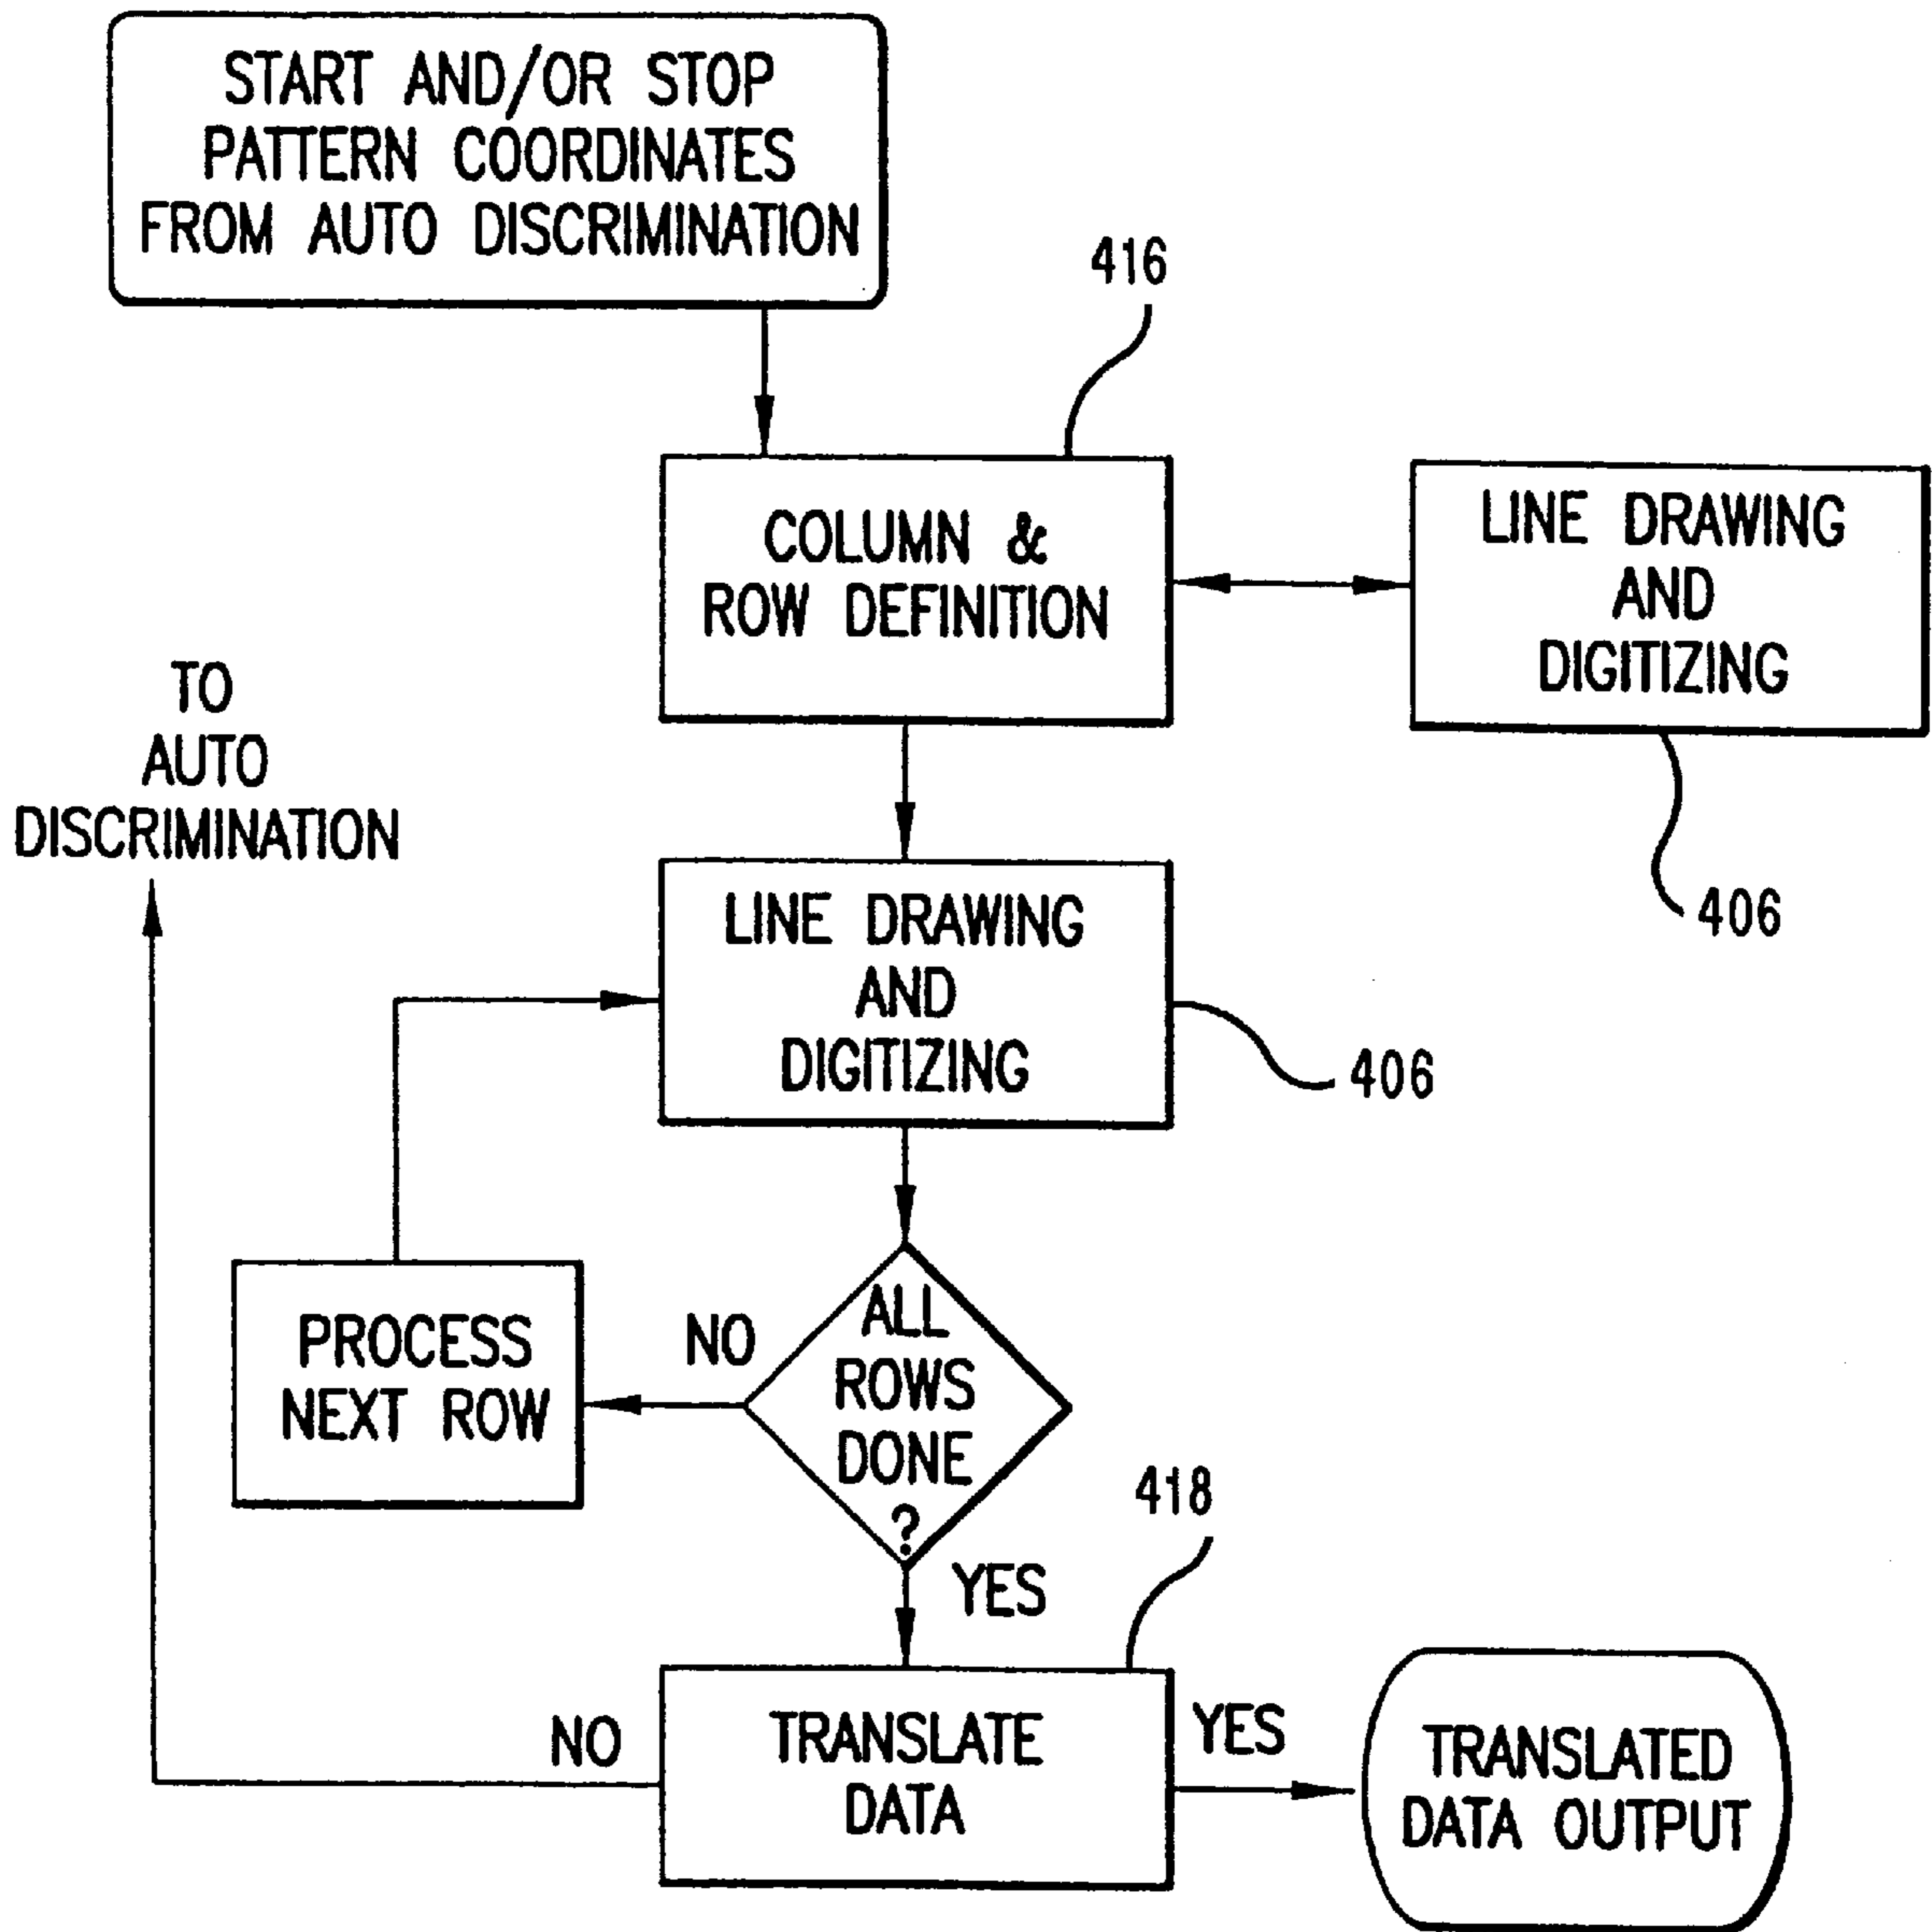 START AND/OR STOP
PATTERN COORDINATES
FROM AUTO DISCRIMINATION
416
COLUMN &
ROW DEFINITION
LINE DRAWING
AND
DIGITIZING
406
TO
AUTO
DISCRIMINATION
LINE DRAWING
AND
DIGITIZING
406
ALL
ROWS
DONE
?
NO
PROCESS
NEXT ROW
YES
418
TRANSLATE
DATA
NO
YES
TRANSLATED
DATA OUTPUT